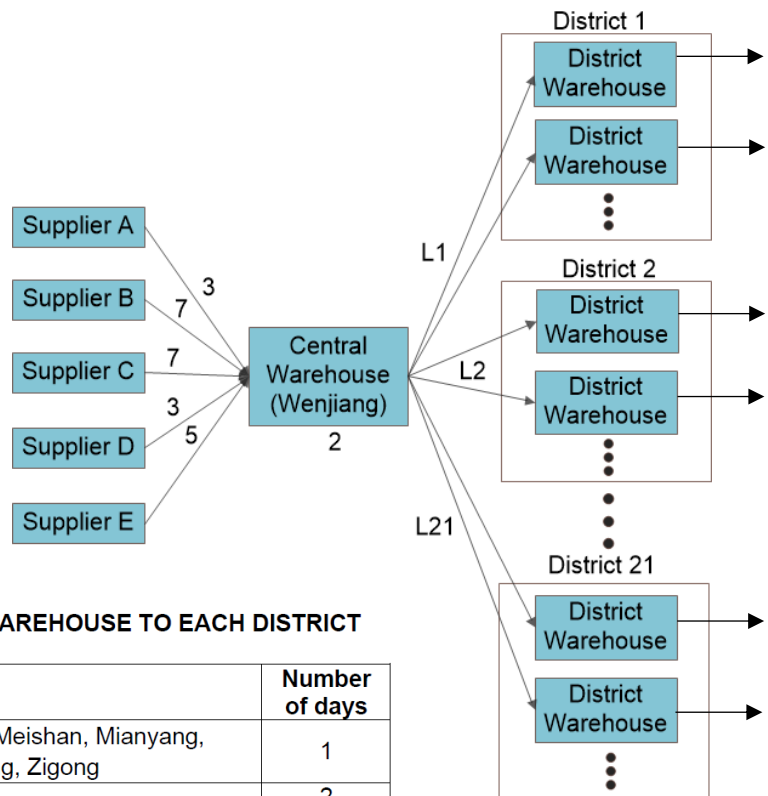 District 1
District
Warehouse
District
Warehouse
L1
Supplier A
3
Supplier B
7
Supplier C
7
Supplier D
3
Supplier E
5
Central
Warehouse
(Wenjiang)
2
District 2
District
Warehouse
L2
District
Warehouse
L21
District 21
District
Warehouse
District
Warehouse
AREHOUSE TO EACH DISTRICT
Number
of days
Meishan, Mianyang,
g, Zigong
1